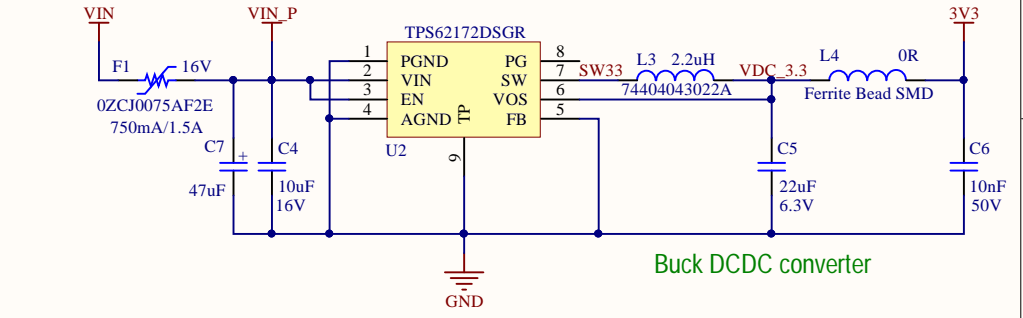 VIN
VIN_P
3V3
TPS62172DSGR
F1
16V
0ZCJ0075AF2E
750mA/1.5A
1
PGND
PG
8
2
VIN
SW
7
SW33
3
EN
VOS
6
4
AGND
TP
FB
5
U2
9
L3
2.2uH
74404043022A
VDC_3.3
L4
0R
Ferrite Bead SMD
C7
+
47uF
C4
10uF
16V
C5
22uF
6.3V
C6
10nF
50V
Buck DCDC converter
GND